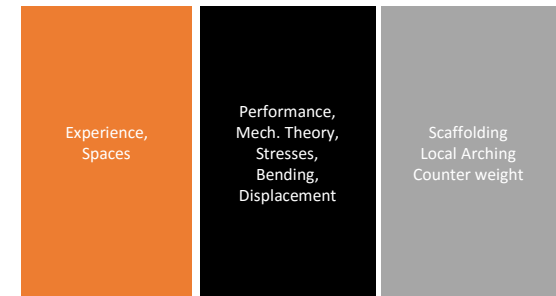 Experience,
Spaces
Performance,
Mech. Theory,
Stresses,
Bending,
Displacement
Scaffolding
Local Arching
Counter weight